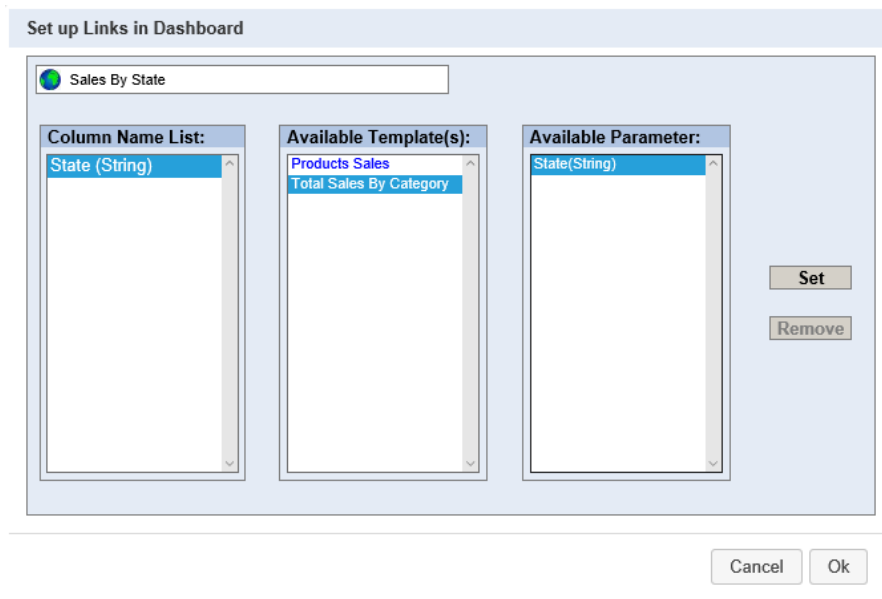 Set up Links in Dashboard
Sales By State
Column Name List:
State (String)
Available Template(s):
Products Sales
Total Sales By Category
Available Parameter:
State(String)
Set
Remove
Cancel
Ok